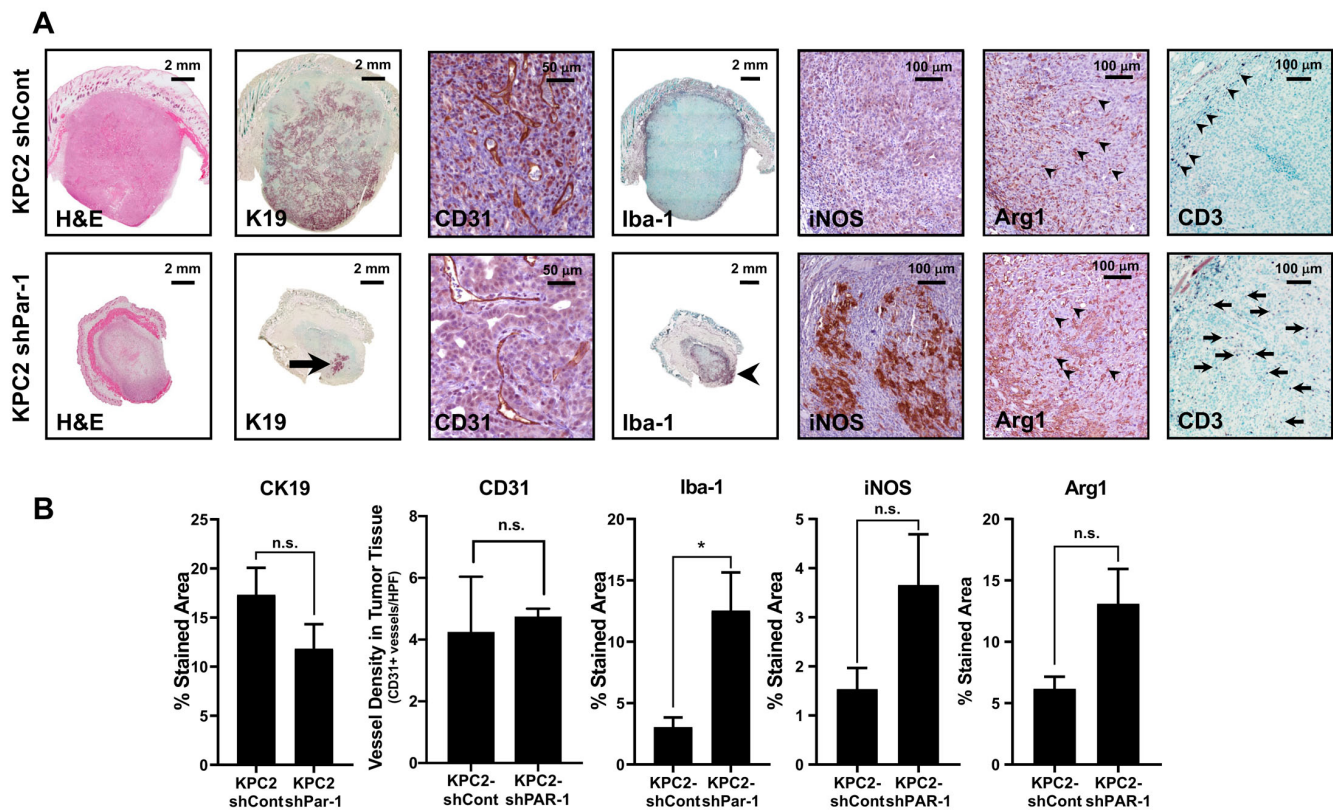 A
KPC2 shCont
2 mm
H&E
2 mm
K19
50 μm
CD31
2 mm
Iba-1
100 μm
iNOS
100 μm
Arg1
100 μm
CD3
KPC2 shPar-1
2 mm
H&E
2 mm
K19
50 μm
CD31
2 mm
Iba-1
100 μm
iNOS
100 μm
Arg1
100 μm
CD3
B
CK19
% Stained Area
25
20
15
10
5
0
n.s.
KPC2 KPC2
shCont shPar-1
CD31
Vessel Density in Tumor Tissue
(CD31+ vessels/HPF)
8
6
4
2
0
n.s.
KPC2- KPC2-
shCont shPAR-1
Iba-1
% Stained Area
20
15
10
5
0
*
KPC2- KPC2-
shCont shPar-1
iNOS
% Stained Area
5
4
3
2
1
0
n.s.
KPC2- KPC2-
shCont shPAR-1
Arg1
% Stained Area
20
15
10
5
0
n.s.
KPC2- KPC2-
shCont shPAR-1